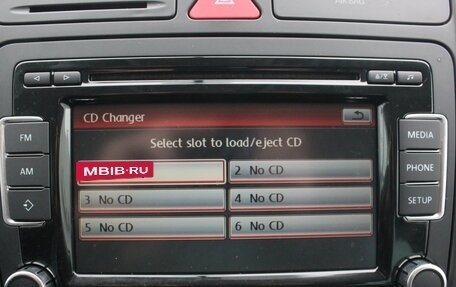 AIRBAG
CD Changer
Select slot to load/eject CD
MBIB.RU
2 No CD
3 No CD
4 No CD
5 No CD
6 No CD
FM
AM
MEDIA
PHONE
SETUP